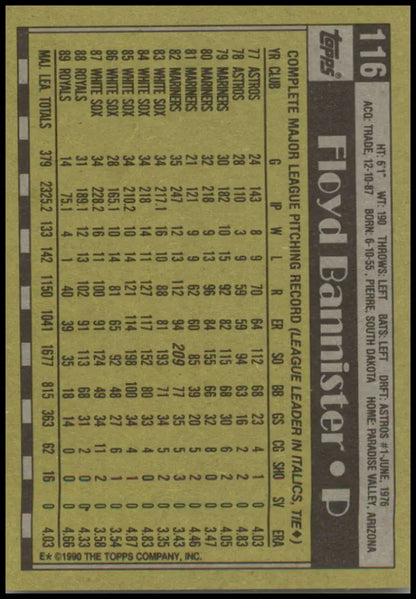 116
Topps
HT: 6'1" WT: 190 THROWS: LEFT BATS: LEFT DRFT: ASTROS #1-JUNE, 1976
ACQ: TRADE, 12-10-87 BORN: 6-10-55, PIERRE, SOUTH DAKOTA HOME: PARADISE VALLEY, ARIZONA
Floyd Bannister • P
COMPLETE MAJOR LEAGUE PITCHING RECORD (LEAGUE LEADER IN ITALICS, TIE♦)
YR CLUB G IP W L R ER SO BB GS CG SHO SV ERA
77 ASTROS 24 143 8 9 70 64 112 68 23 4 1 0 4.03
78 ASTROS 28 110 3 9 59 59 94 63 16 2 2 0 4.83
79 MARINERS 30 182 10 15 92 82 115 68 30 6 2 0 4.05
80 MARINERS 32 218 9 13 96 84 155 66 32 8 0 0 3.47
81 MARINERS 21 121 9 9 62 60 85 39 20 5 2 0 4.46
82 MARINERS 35 247 12 13 112 94 209 77 35 5 3 0 3.43
83 WHITE SOX 34 217.1 16 10 88 81 193 71 34 5 2 0 3.35
84 WHITE SOX 34 218 14 11 127 117 152 80 33 4 0 0 4.83
85 WHITE SOX 34 210.2 10 14 121 114 198 100 34 4 1 0 4.87
86 WHITE SOX 28 165.1 10 14 81 65 92 48 27 6 1 0 3.54
87 WHITE SOX 34 228.2 16 11 100 91 124 49 34 11 2 0 3.58
88 ROYALS 31 189.1 12 13 102 91 113 68 31 2 0 0 4.33
89 ROYALS 14 75.1 4 1 40 39 35 18 14 0 0 0 4.66
MAJ. LEA. TOTALS 379 2325.2 133 142 1150 1041 1677 815 363 62 16 0 4.03
E* ©1990 THE TOPPS COMPANY, INC.